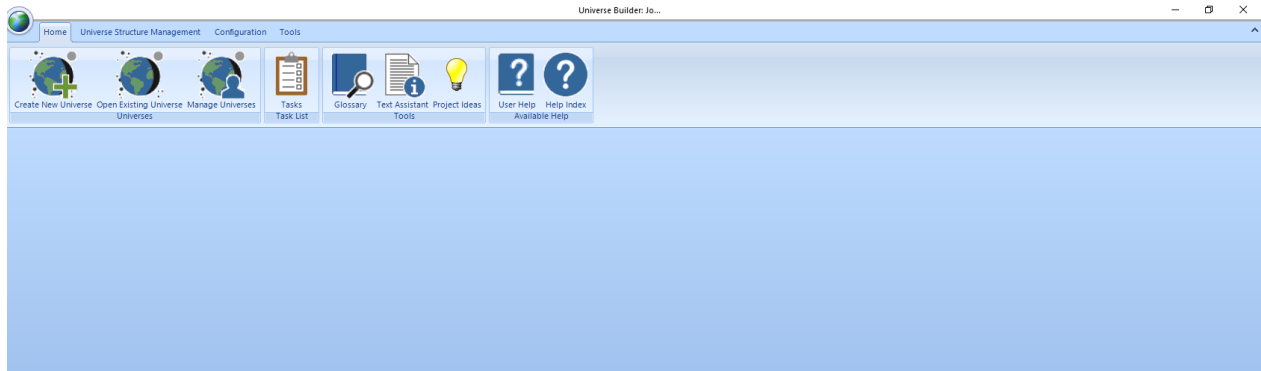 Universe Builder: Jo...
Home Universe Structure Management Configuration Tools
Create New Universe Open Existing Universe Manage Universes Tasks Glossary Text Assistant Project Ideas User Help Help Index
Universes Task List Tools Available Help